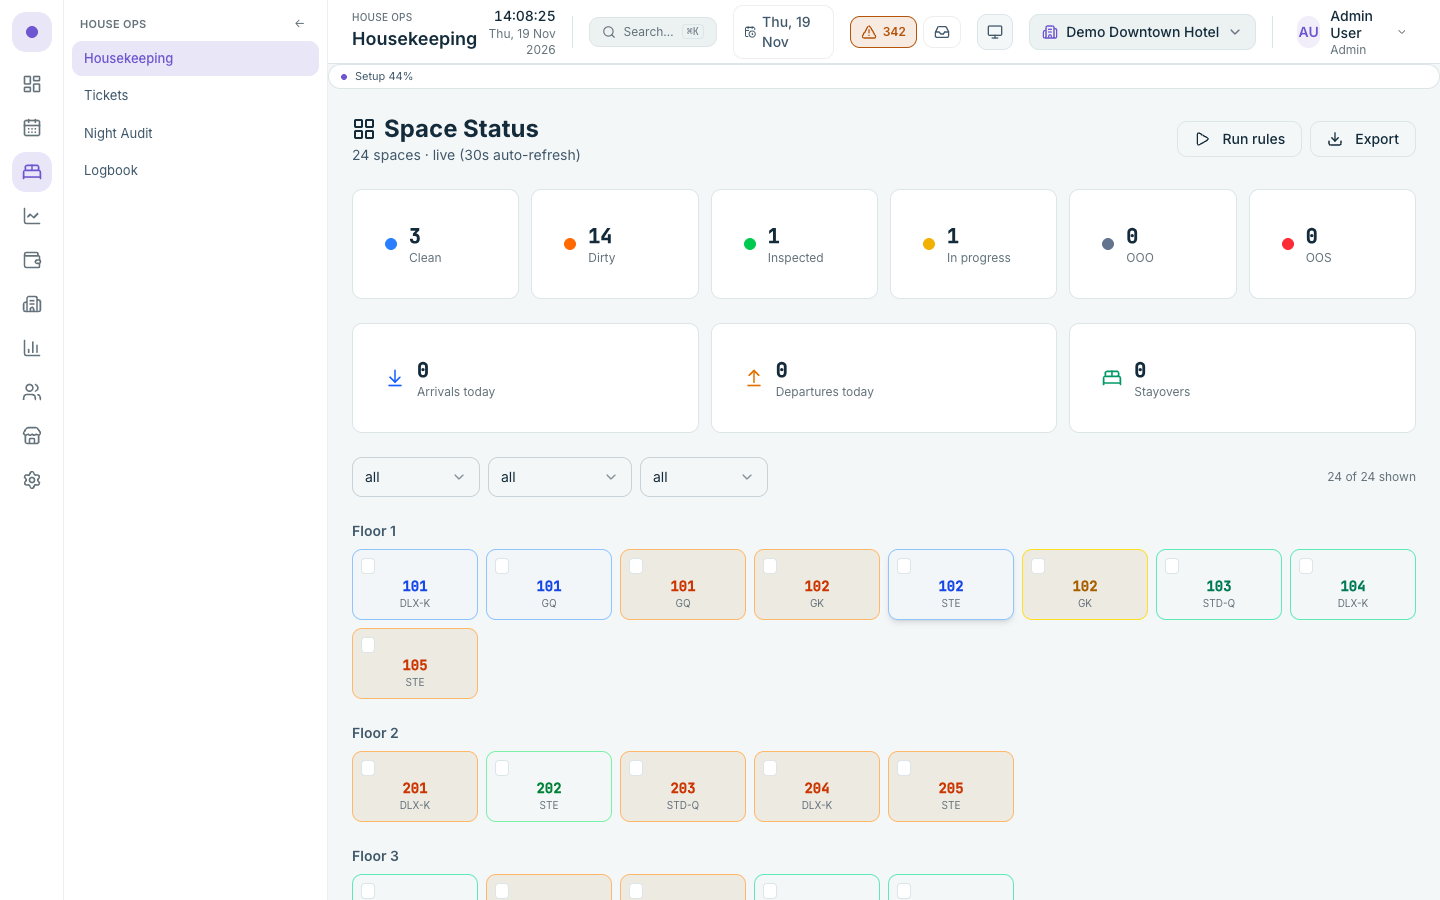 HOUSE OPS
Housekeeping
Tickets
Night Audit
Logbook
HOUSE OPS
Housekeeping
14:08:25
Thu, 19 Nov
2026
Search...
⌘K
Thu, 19
Nov
342
Demo Downtown Hotel
AU
Admin
User
Admin
Setup 44%
Space Status
24 spaces · live (30s auto-refresh)
Run rules
Export
3
Clean
14
Dirty
1
Inspected
1
In progress
0
OOO
0
OOS
0
Arrivals today
0
Departures today
0
Stayovers
all
all
all
24 of 24 shown
Floor 1
101
DLX-K
101
GQ
101
GQ
102
GK
102
STE
102
GK
103
STD-Q
104
DLX-K
105
STE
Floor 2
201
DLX-K
202
STE
203
STD-Q
204
DLX-K
205
STE
Floor 3